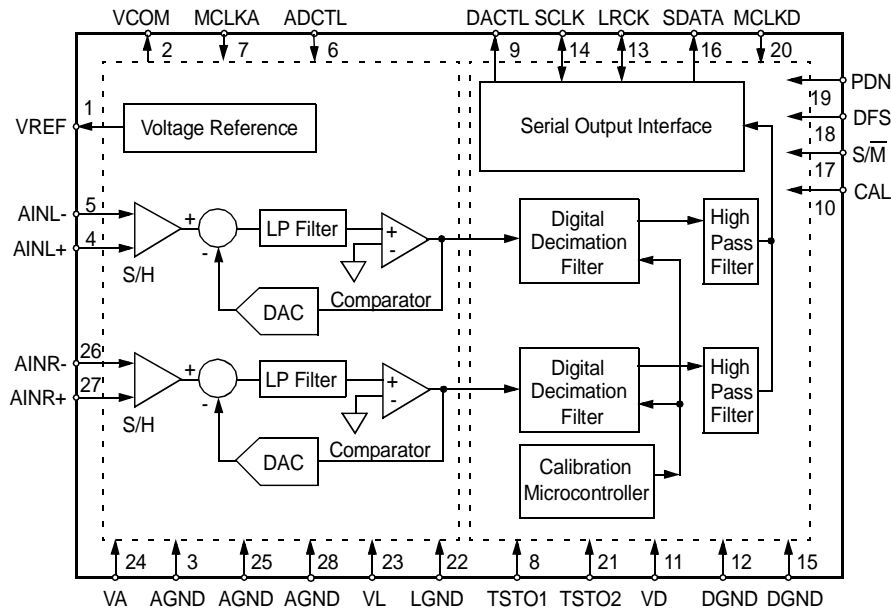 VCOM MCLKA ADCTL DACTL SCLK LRCK SDATA MCLKD
2 7 6 9 14 13 16 20
PDN
19
DFS
18
S/M̅
17
CAL
10
1
VREF
Voltage Reference
Serial Output Interface
5
AINL-
4
AINL+
S/H
+
-
LP Filter
+
-
Comparator
DAC
Digital
Decimation
Filter
High
Pass
Filter
26
AINR-
27
AINR+
S/H
+
-
LP Filter
+
-
Comparator
DAC
Digital
Decimation
Filter
High
Pass
Filter
Calibration
Microcontroller
24 3 25 28 23 22 8 21 11 12 15
VA AGND AGND AGND VL LGND TSTO1 TSTO2 VD DGND DGND